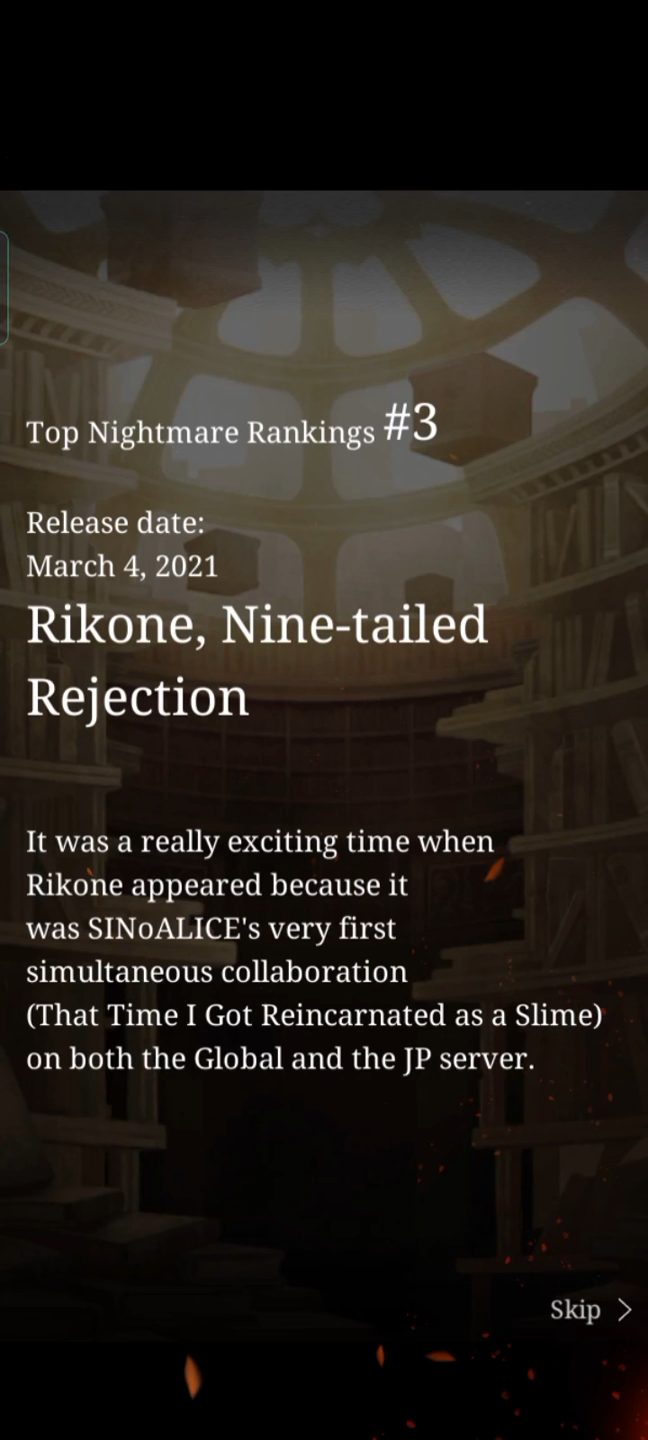 Top Nightmare Rankings #3
Release date:
March 4, 2021
Rikone, Nine-tailed
Rejection
It was a really exciting time when
Rikone appeared because it
was SINoALICE's very first
simultaneous collaboration
(That Time I Got Reincarnated as a Slime)
on both the Global and the JP server.
Skip